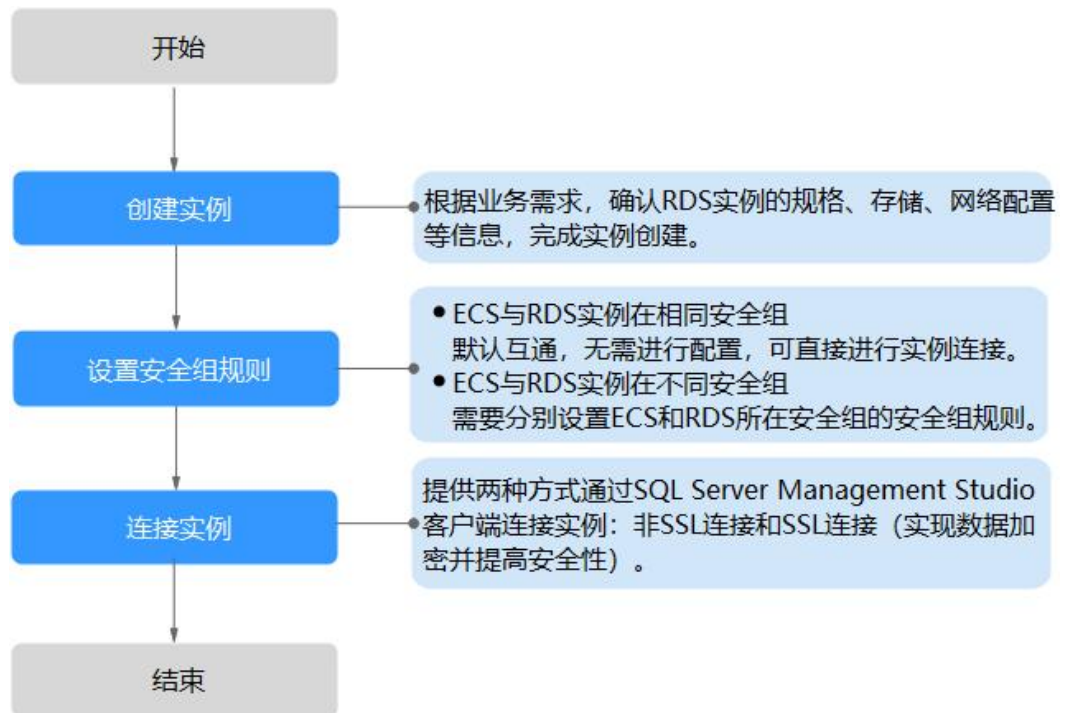 开始
创建实例
根据业务需求，确认RDS实例的规格、存储、网络配置
等信息，完成实例创建。
设置安全组规则
● ECS与RDS实例在相同安全组
默认互通，无需进行配置，可直接进行实例连接。
● ECS与RDS实例在不同安全组
需要分别设置ECS和RDS所在安全组的安全组规则。
连接实例
提供两种方式通过SQL Server Management Studio
客户端连接实例：非SSL连接和SSL连接（实现数据加
密并提高安全性）。
结束